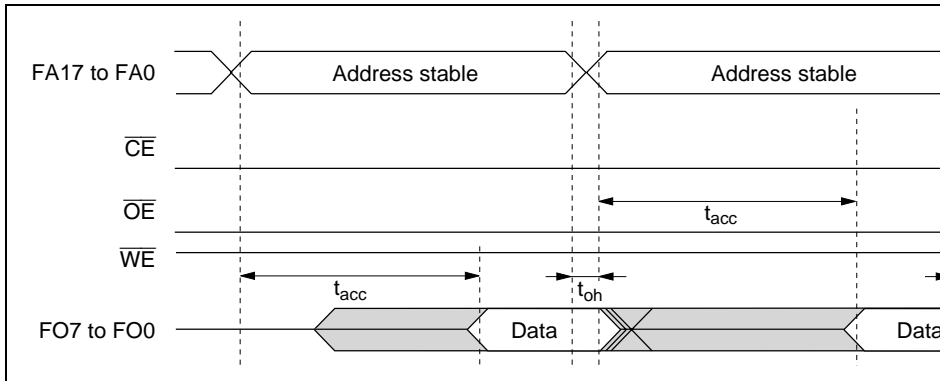 FA17 to FA0
Address stable
Address stable
CE
OE
tacc
WE
tacc
toh
FO7 to FO0
Data
Data